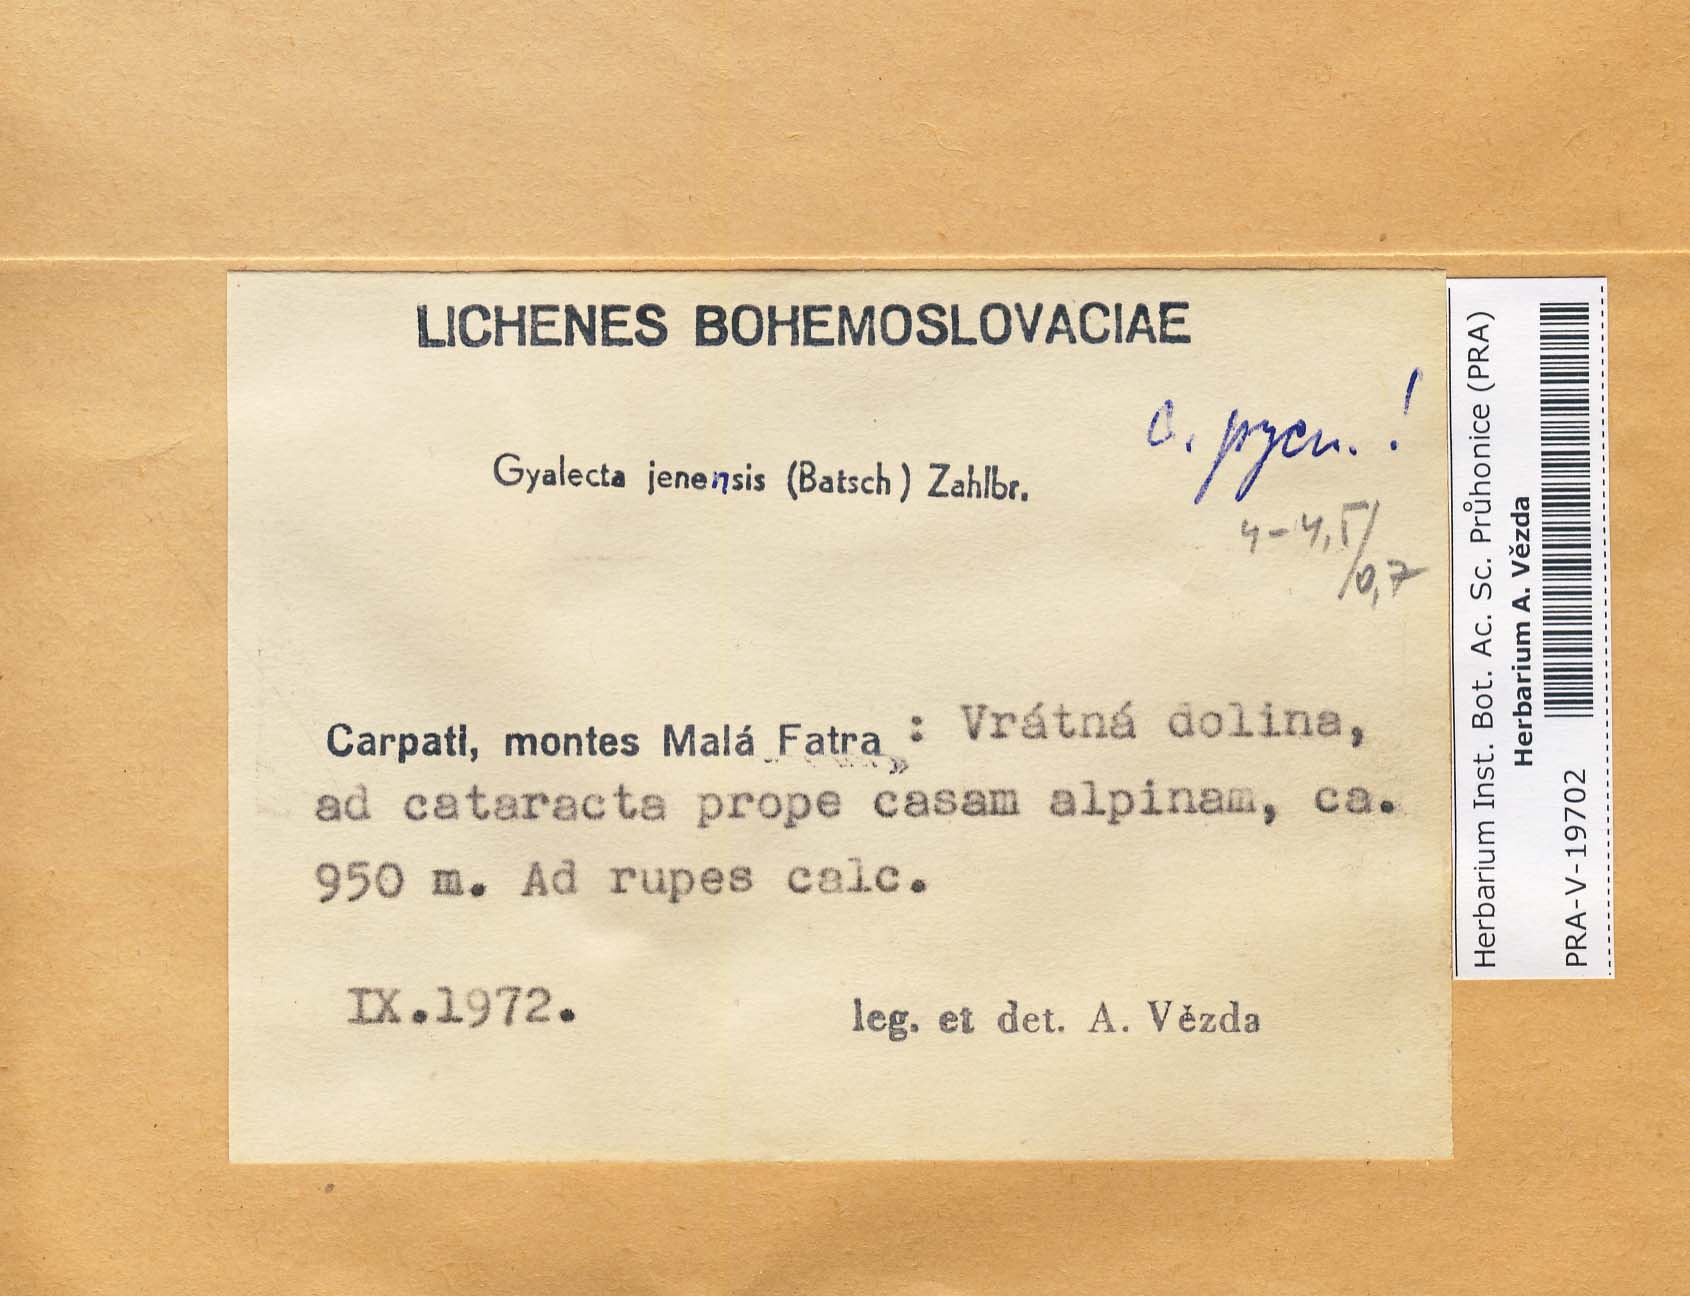 LICHENES BOHEMOSLOVACIAE
c. pycn. !
Gyalecta jenensis (Batsch) Zahlbr.
4-4,5/
/0,7
Carpati, montes Malá Fatra : Vrátná dolina,
ad cataracta prope casam alpinam, ca.
950 m. Ad rupes calc.
IX.1972.
leg. et det. A. Vězda
Herbarium Inst. Bot. Ac. Sc. Průhonice (PRA)
Herbarium A. Vězda
PRA-V-19702